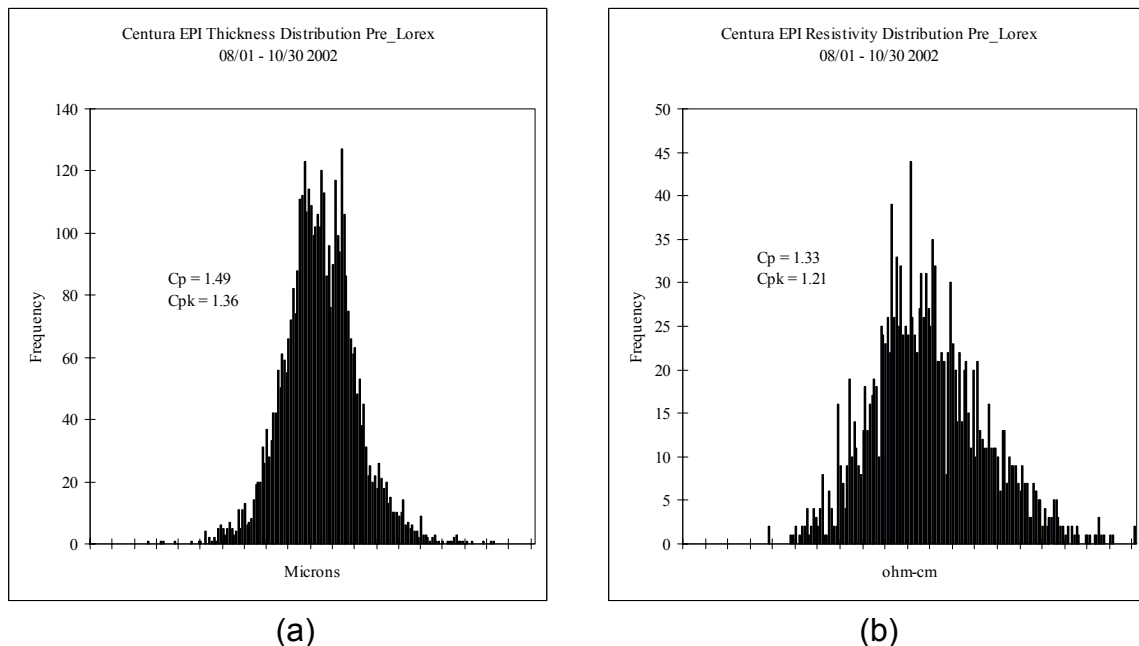 Centura EPI Thickness Distribution Pre_Lorex
08/01 - 10/30 2002
140
120
100
80
60
40
20
0
Frequency
Cp = 1.49
Cpk = 1.36
Microns
(a)
Centura EPI Resistivity Distribution Pre_Lorex
08/01 - 10/30 2002
50
45
40
35
30
25
20
15
10
5
0
Frequency
Cp = 1.33
Cpk = 1.21
ohm-cm
(b)